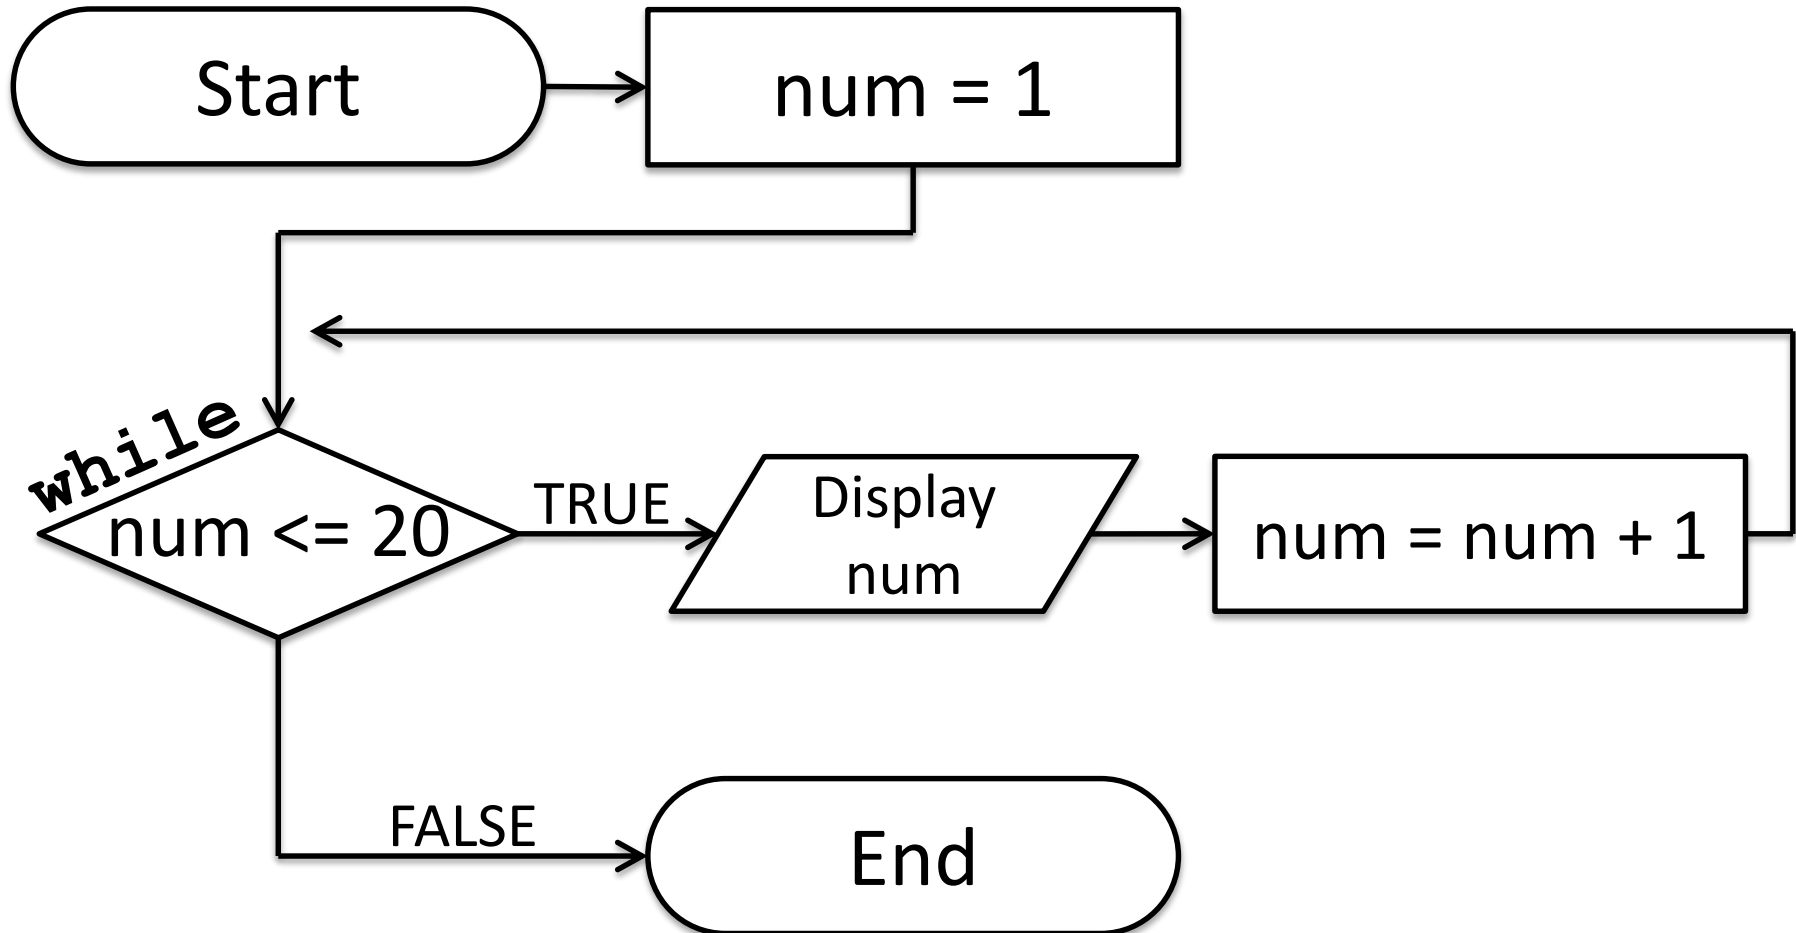 Start
num = 1
while
num <= 20
TRUE
Display
num
num = num + 1
FALSE
End